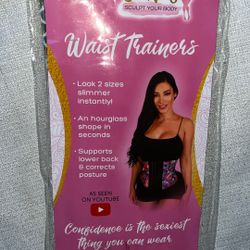 SCULPT YOUR BODY
Waist Trainers
• Look 2 sizes
slimmer
instantly!
• An hourglass
shape in
seconds
• Supports
lower back
& corrects
posture
AS SEEN
ON YOUTUBE
Confidence is the sexiest
thing you can wear